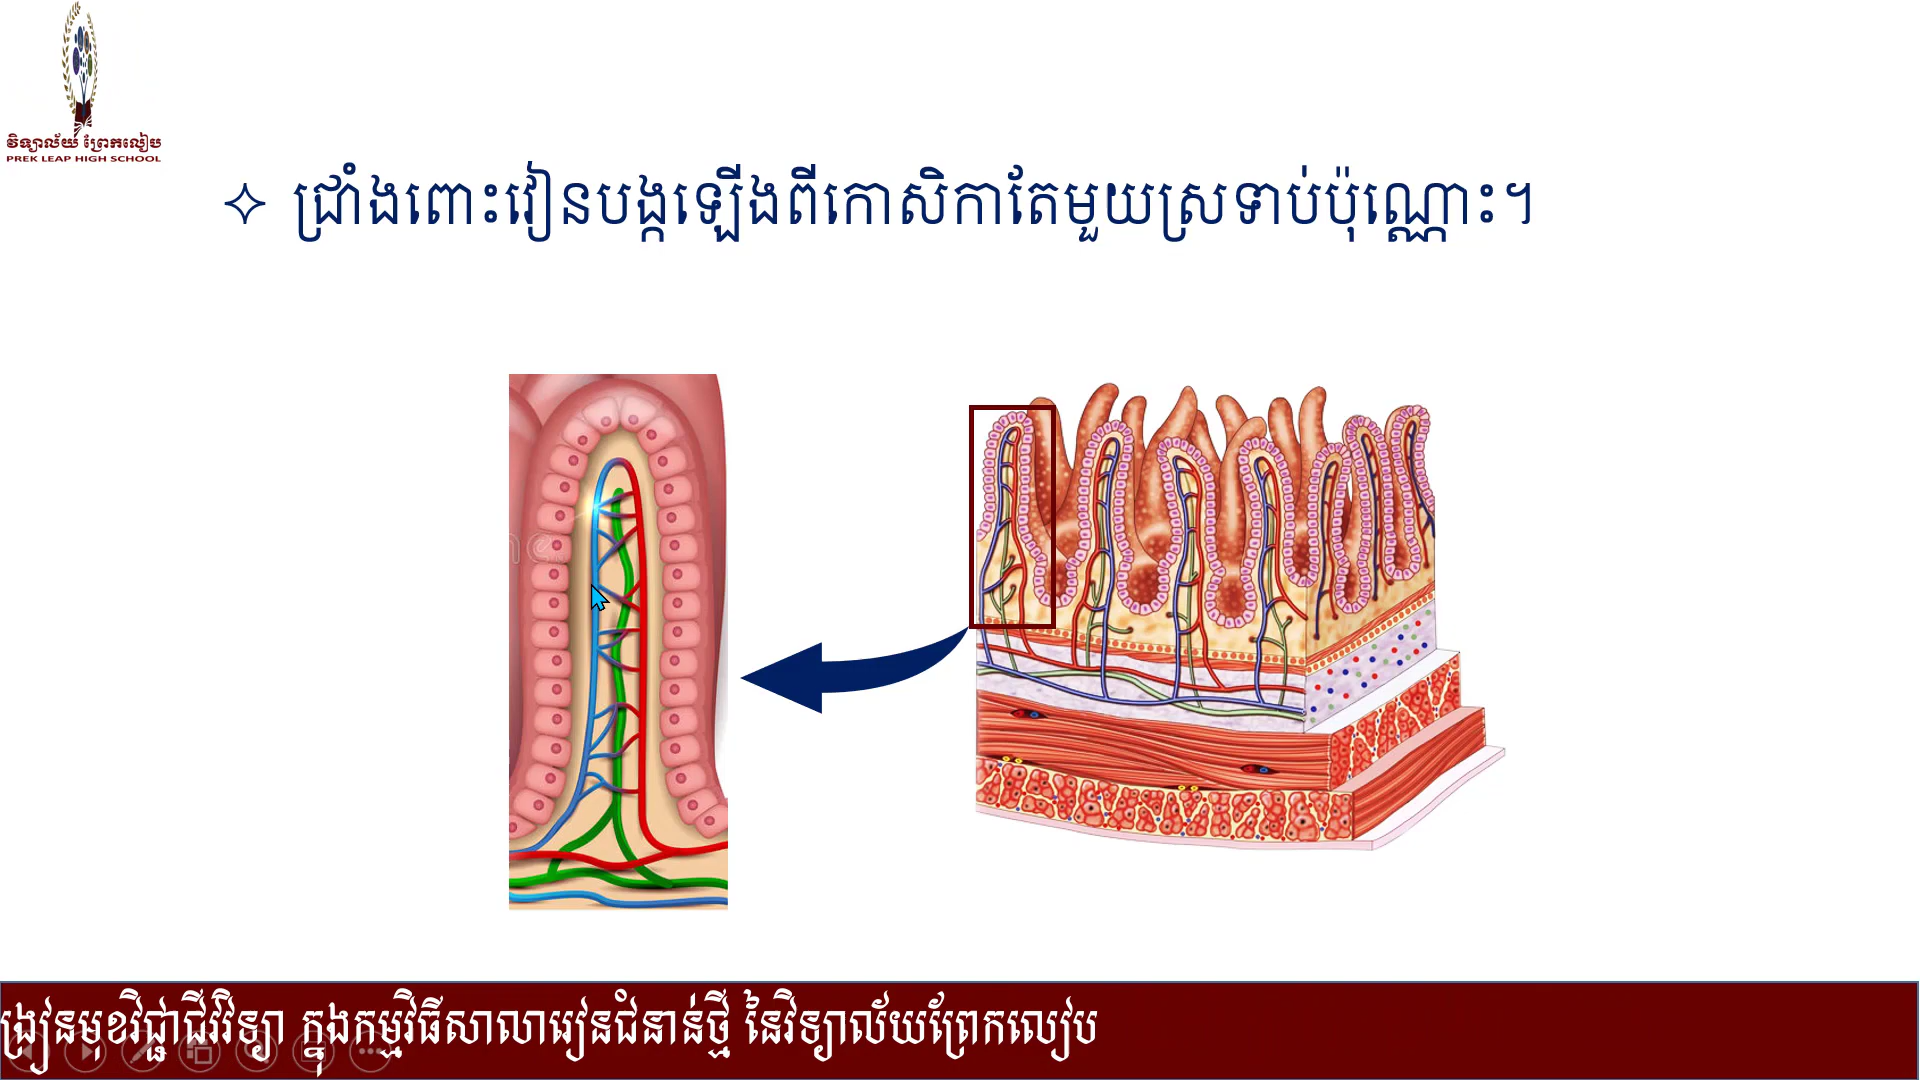 វិទ្យាល័យ ព្រែកលៀប
PREK LEAP HIGH SCHOOL
✧ ជ្រាំងពោះវៀនបង្កឡើងពីកោសិកាតែមួយស្រទាប់ប៉ុណ្ណោះ។
ង្រៀនមុខវិជ្ជាជីវវិទ្យា ក្នុងកម្មវិធីសាលារៀនជំនាន់ថ្មី នៃវិទ្យាល័យព្រែកលៀប